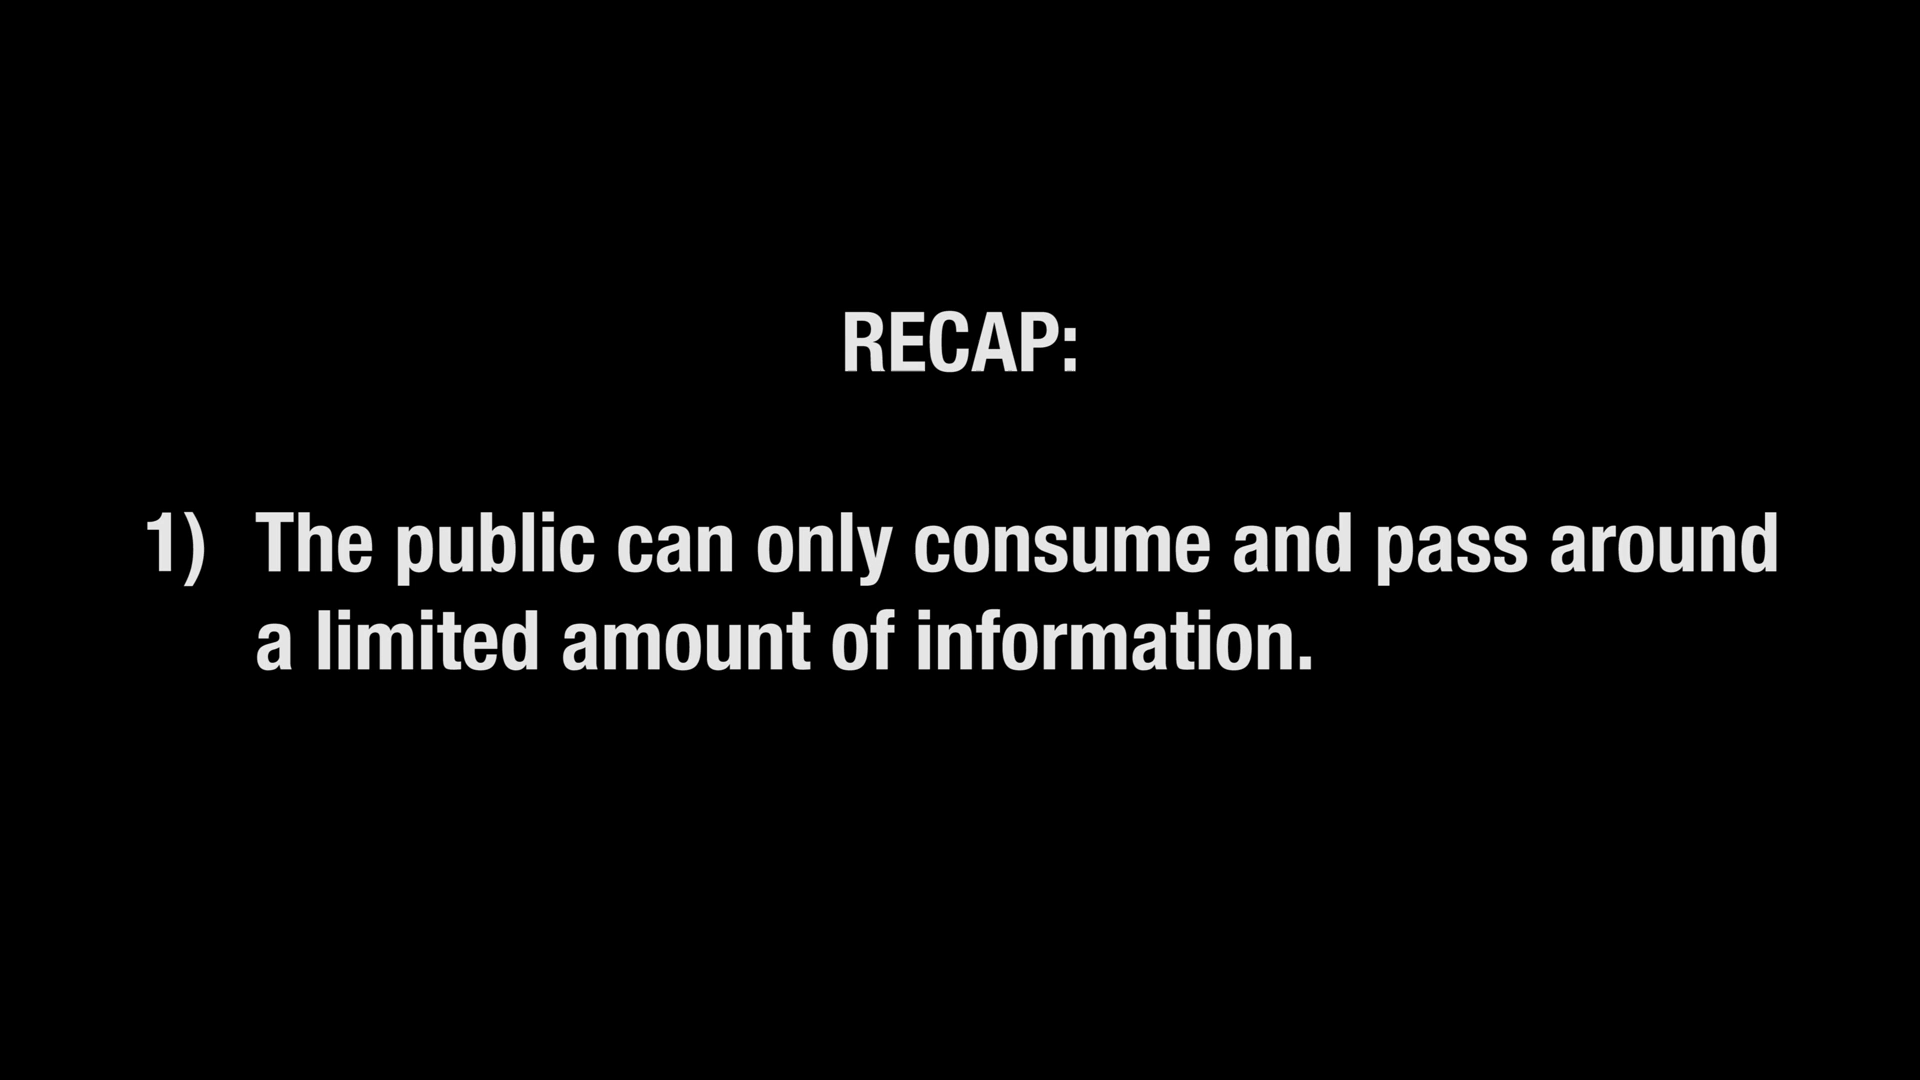 RECAP:
1) The public can only consume and pass around
a limited amount of information.